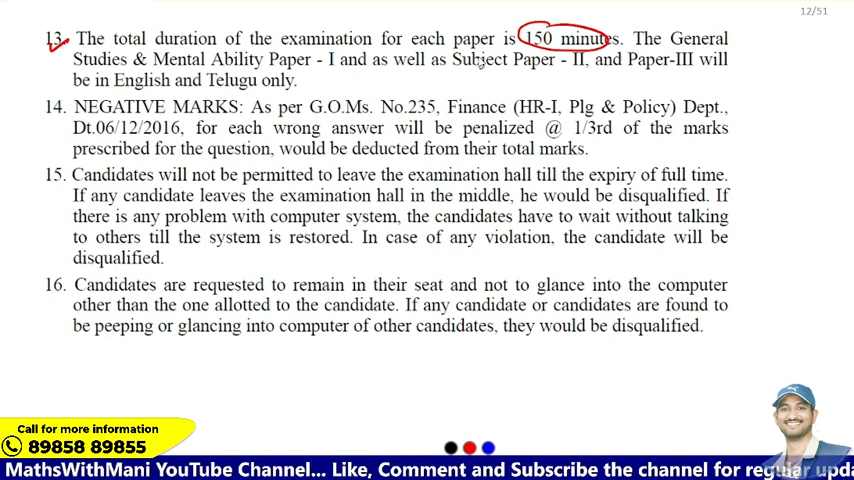 12/51
13. The total duration of the examination for each paper is 150 minutes. The General
Studies & Mental Ability Paper - I and as well as Subject Paper - II, and Paper-III will
be in English and Telugu only.
14. NEGATIVE MARKS: As per G.O.Ms. No.235, Finance (HR-I, Plg & Policy) Dept.,
Dt.06/12/2016, for each wrong answer will be penalized @ 1/3rd of the marks
prescribed for the question, would be deducted from their total marks.
15. Candidates will not be permitted to leave the examination hall till the expiry of full time.
If any candidate leaves the examination hall in the middle, he would be disqualified. If
there is any problem with computer system, the candidates have to wait without talking
to others till the system is restored. In case of any violation, the candidate will be
disqualified.
16. Candidates are requested to remain in their seat and not to glance into the computer
other than the one allotted to the candidate. If any candidate or candidates are found to
be peeping or glancing into computer of other candidates, they would be disqualified.
Call for more information
89858 89855
MathsWithMani YouTube Channel... Like, Comment and Subscribe the channel for regular upda